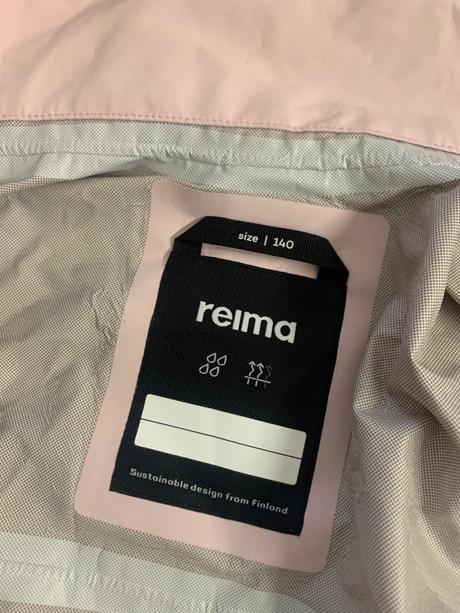 size | 140
reima
Sustainable design from Finland